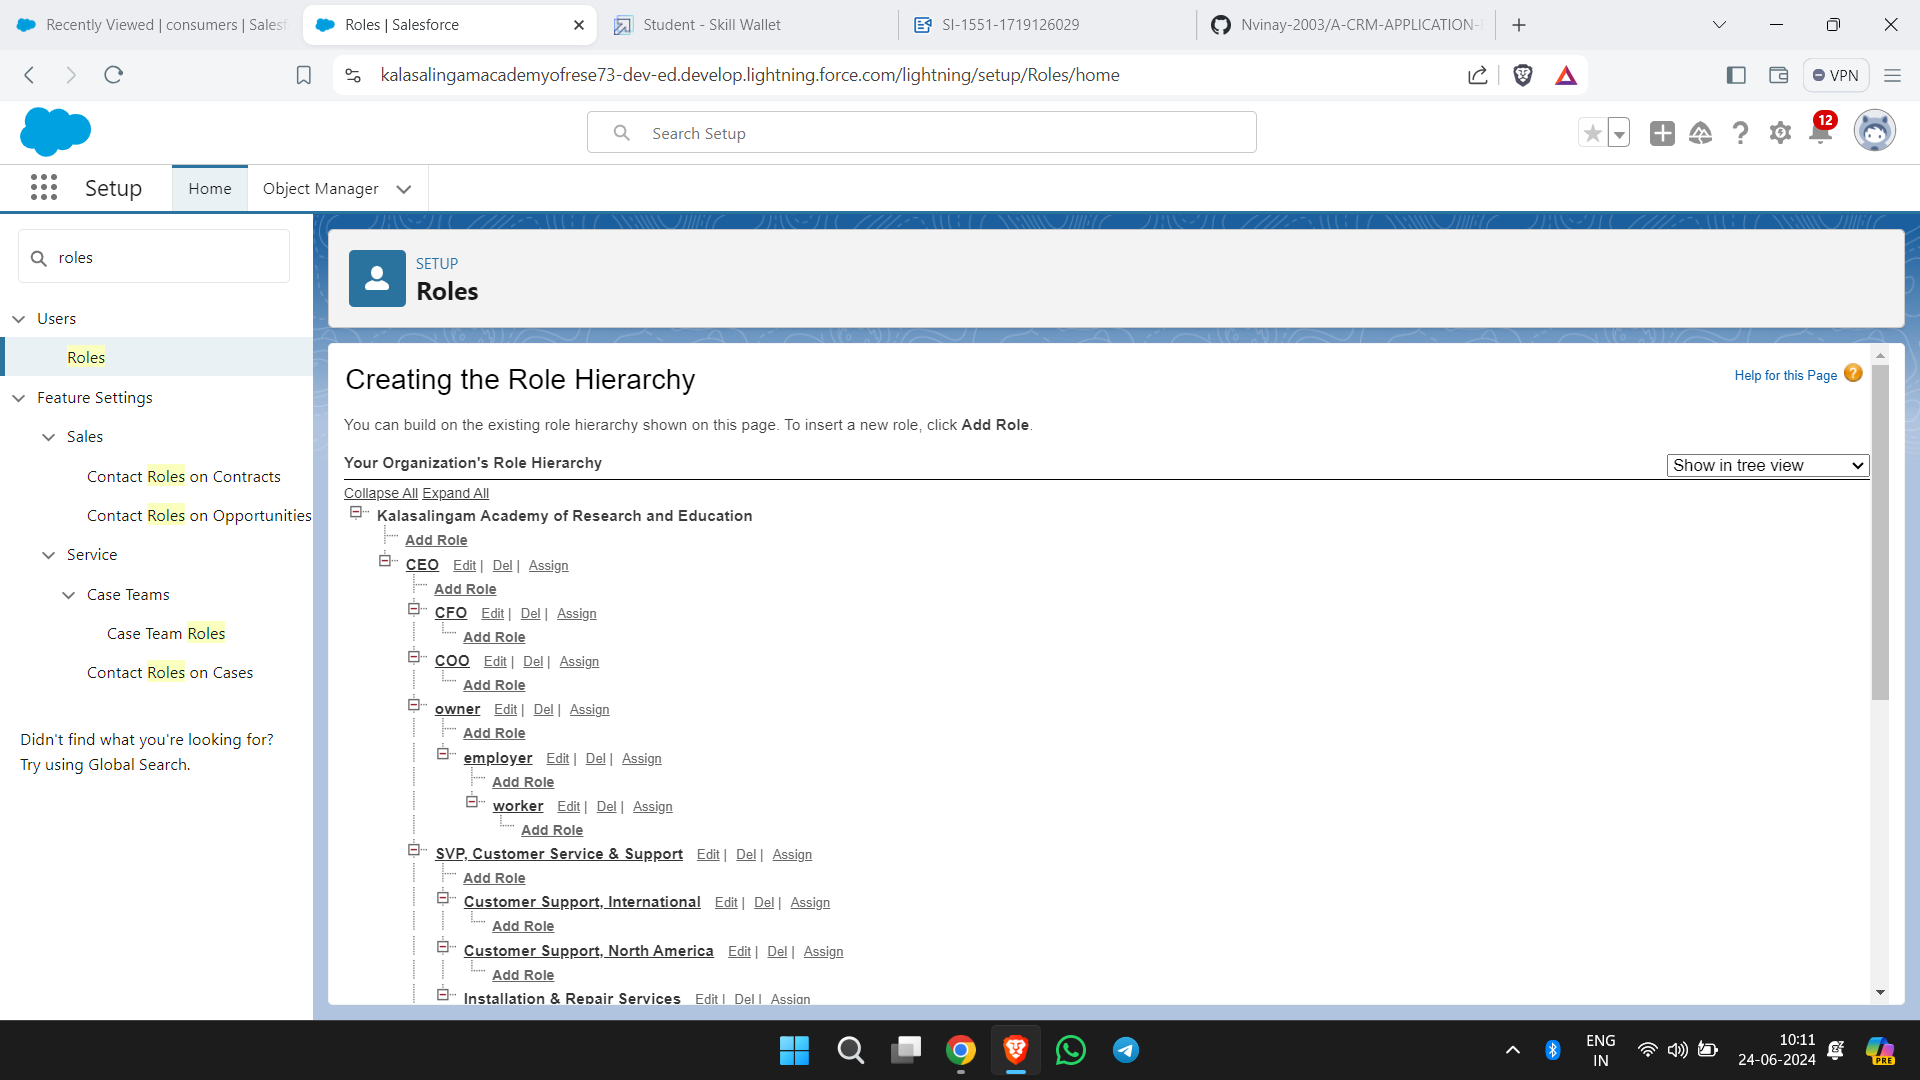 Recently Viewed | consumers | Salesf
Roles | Salesforce
Student - Skill Wallet
SI-1551-1719126029
Nvinay-2003/A-CRM-APPLICATION-
kalasalingamacademyofrese73-dev-ed.develop.lightning.force.com/lightning/setup/Roles/home
VPN
Search Setup
12
Setup
Home
Object Manager
roles
Users
Roles
Feature Settings
Sales
Contact Roles on Contracts
Contact Roles on Opportunities
Service
Case Teams
Case Team Roles
Contact Roles on Cases
Didn't find what you're looking for?
Try using Global Search.
SETUP
Roles
Creating the Role Hierarchy
Help for this Page ?
You can build on the existing role hierarchy shown on this page. To insert a new role, click Add Role.
Your Organization's Role Hierarchy
Show in tree view
Collapse All Expand All
Kalasalingam Academy of Research and Education
Add Role
CEO Edit | Del | Assign
Add Role
CFO Edit | Del | Assign
Add Role
COO Edit | Del | Assign
Add Role
owner Edit | Del | Assign
Add Role
employer Edit | Del | Assign
Add Role
worker Edit | Del | Assign
Add Role
SVP, Customer Service & Support Edit | Del | Assign
Add Role
Customer Support, International Edit | Del | Assign
Add Role
Customer Support, North America Edit | Del | Assign
Add Role
Installation & Repair Services Edit | Del | Assign
ENG
IN
10:11
24-06-2024
PRE